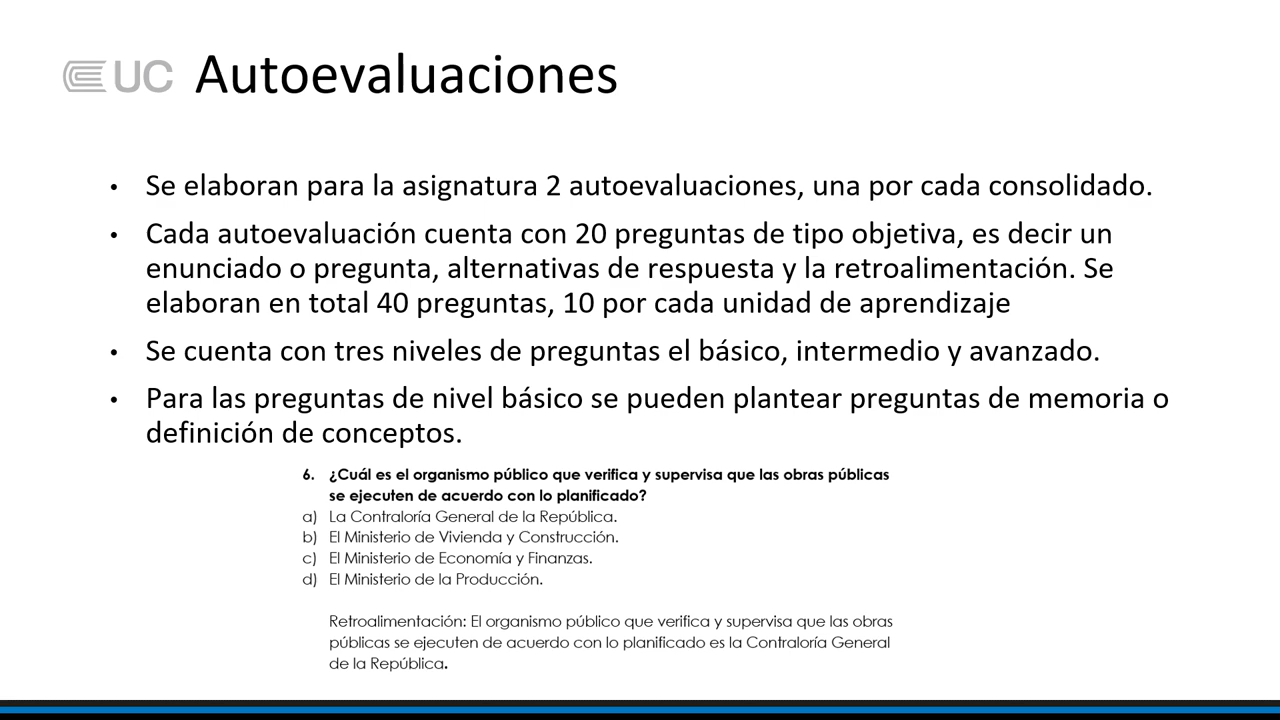 UC Autoevaluaciones
• Se elaboran para la asignatura 2 autoevaluaciones, una por cada consolidado.
• Cada autoevaluación cuenta con 20 preguntas de tipo objetiva, es decir un
enunciado o pregunta, alternativas de respuesta y la retroalimentación. Se
elaboran en total 40 preguntas, 10 por cada unidad de aprendizaje
• Se cuenta con tres niveles de preguntas el básico, intermedio y avanzado.
• Para las preguntas de nivel básico se pueden plantear preguntas de memoria o
definición de conceptos.
6. ¿Cuál es el organismo público que verifica y supervisa que las obras públicas
se ejecuten de acuerdo con lo planificado?
a) La Contraloría General de la República.
b) El Ministerio de Vivienda y Construcción.
c) El Ministerio de Economía y Finanzas.
d) El Ministerio de la Producción.
Retroalimentación: El organismo público que verifica y supervisa que las obras
públicas se ejecuten de acuerdo con lo planificado es la Contraloría General
de la República.